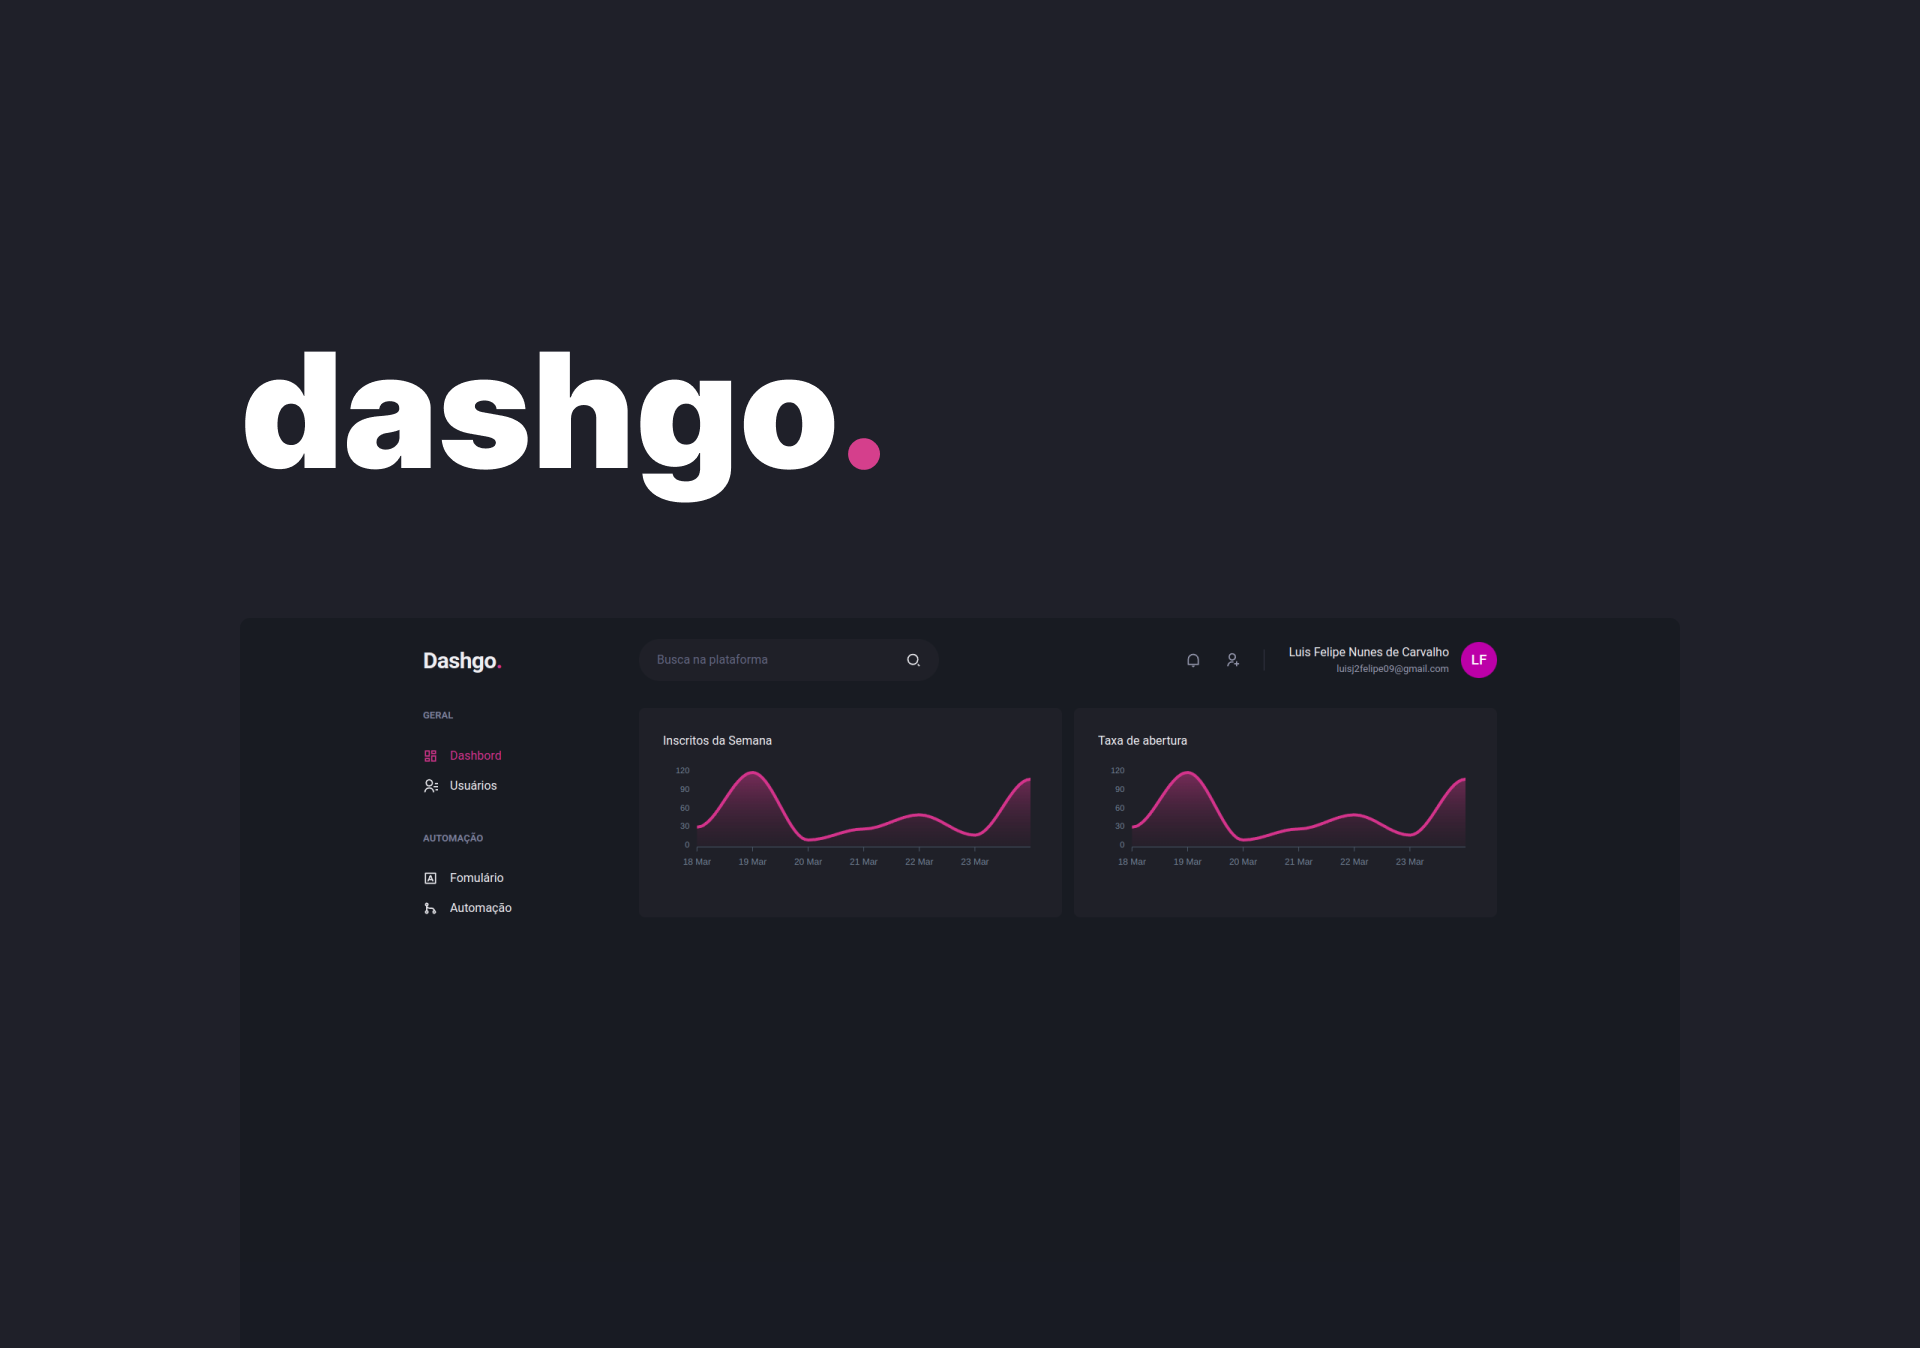 dashgo.
Dashgo.
Busca na plataforma
Luis Felipe Nunes de Carvalho
luisj2felipe09@gmail.com
LF
GERAL
Dashbord
Usuários
AUTOMAÇÃO
Fomulário
Automação
Inscritos da Semana
120
90
60
30
0
18 Mar 19 Mar 20 Mar 21 Mar 22 Mar 23 Mar
Taxa de abertura
120
90
60
30
0
18 Mar 19 Mar 20 Mar 21 Mar 22 Mar 23 Mar